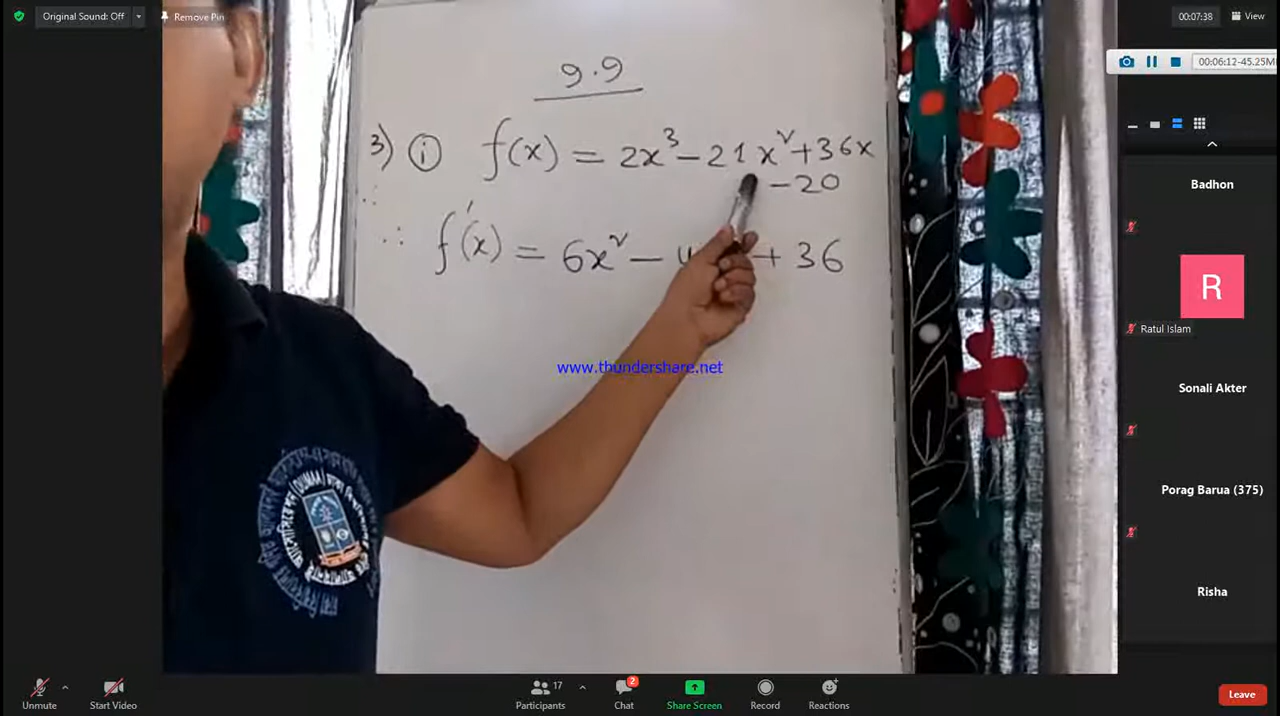 Original Sound: Off
Remove Pin
00:07:38
View
00:06:12-45.25M
9.9
3) i f(x) = 2x³ - 21x² + 36x
- 20
∴ f'(x) = 6x² - 4 + 36
www.thundershare.net
(DUMAA)
Badhon
R
Ratul Islam
Sonali Akter
Porag Barua (375)
Risha
Unmute
Start Video
17
Participants
2
Chat
Share Screen
Record
Reactions
Leave